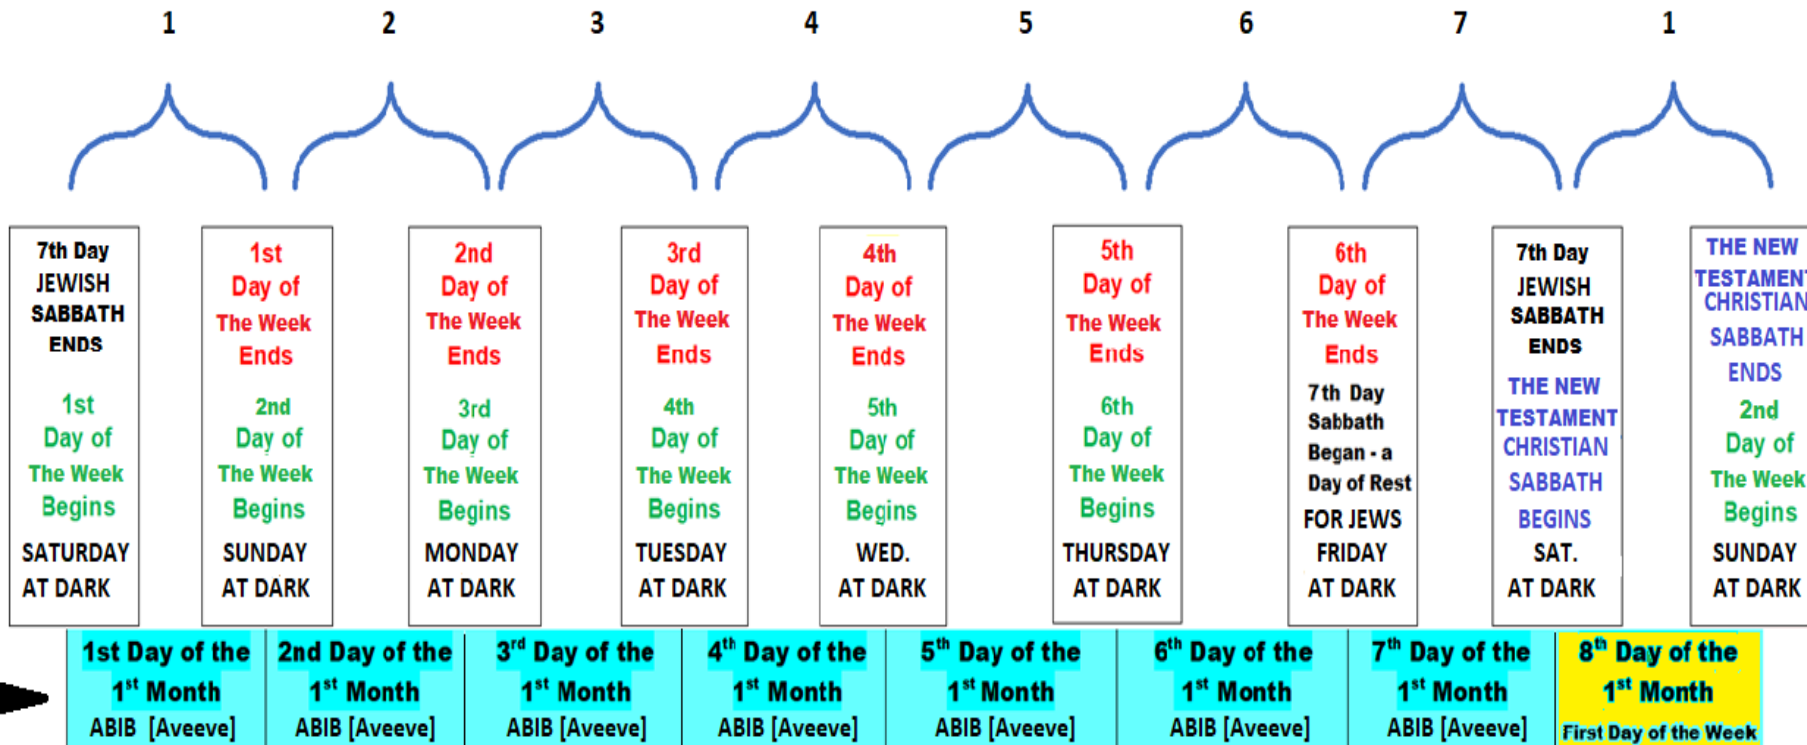 1 2 3 4 5 6 7 1
7th Day
JEWISH
SABBATH
ENDS
1st
Day of
The Week
Begins
SATURDAY
AT DARK
1st
Day of
The Week
Ends
2nd
Day of
The Week
Begins
SUNDAY
AT DARK
2nd
Day of
The Week
Ends
3rd
Day of
The Week
Begins
MONDAY
AT DARK
3rd
Day of
The Week
Ends
4th
Day of
The Week
Begins
TUESDAY
AT DARK
4th
Day of
The Week
Ends
5th
Day of
The Week
Begins
WED.
AT DARK
5th
Day of
The Week
Ends
6th
Day of
The Week
Begins
THURSDAY
AT DARK
6th
Day of
The Week
Ends
7th Day
Sabbath
Began - a
Day of Rest
FOR JEWS
FRIDAY
AT DARK
7th Day
JEWISH
SABBATH
ENDS
THE NEW
TESTAMENT
CHRISTIAN
SABBATH
BEGINS
SAT.
AT DARK
THE NEW
TESTAMENT
CHRISTIAN
SABBATH
ENDS
2nd
Day of
The Week
Begins
SUNDAY
AT DARK
1st Day of the
1st Month
ABIB [Aveeve]
2nd Day of the
1st Month
ABIB [Aveeve]
3rd Day of the
1st Month
ABIB [Aveeve]
4th Day of the
1st Month
ABIB [Aveeve]
5th Day of the
1st Month
ABIB [Aveeve]
6th Day of the
1st Month
ABIB [Aveeve]
7th Day of the
1st Month
ABIB [Aveeve]
8th Day of the
1st Month
First Day of the Week